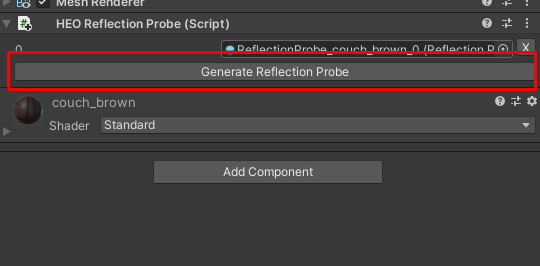 Mesh Renderer
HEO Reflection Probe (Script)
0 ReflectionProbe_couch_brown_0 (Reflection P X
Generate Reflection Probe
couch_brown
Shader Standard
Add Component